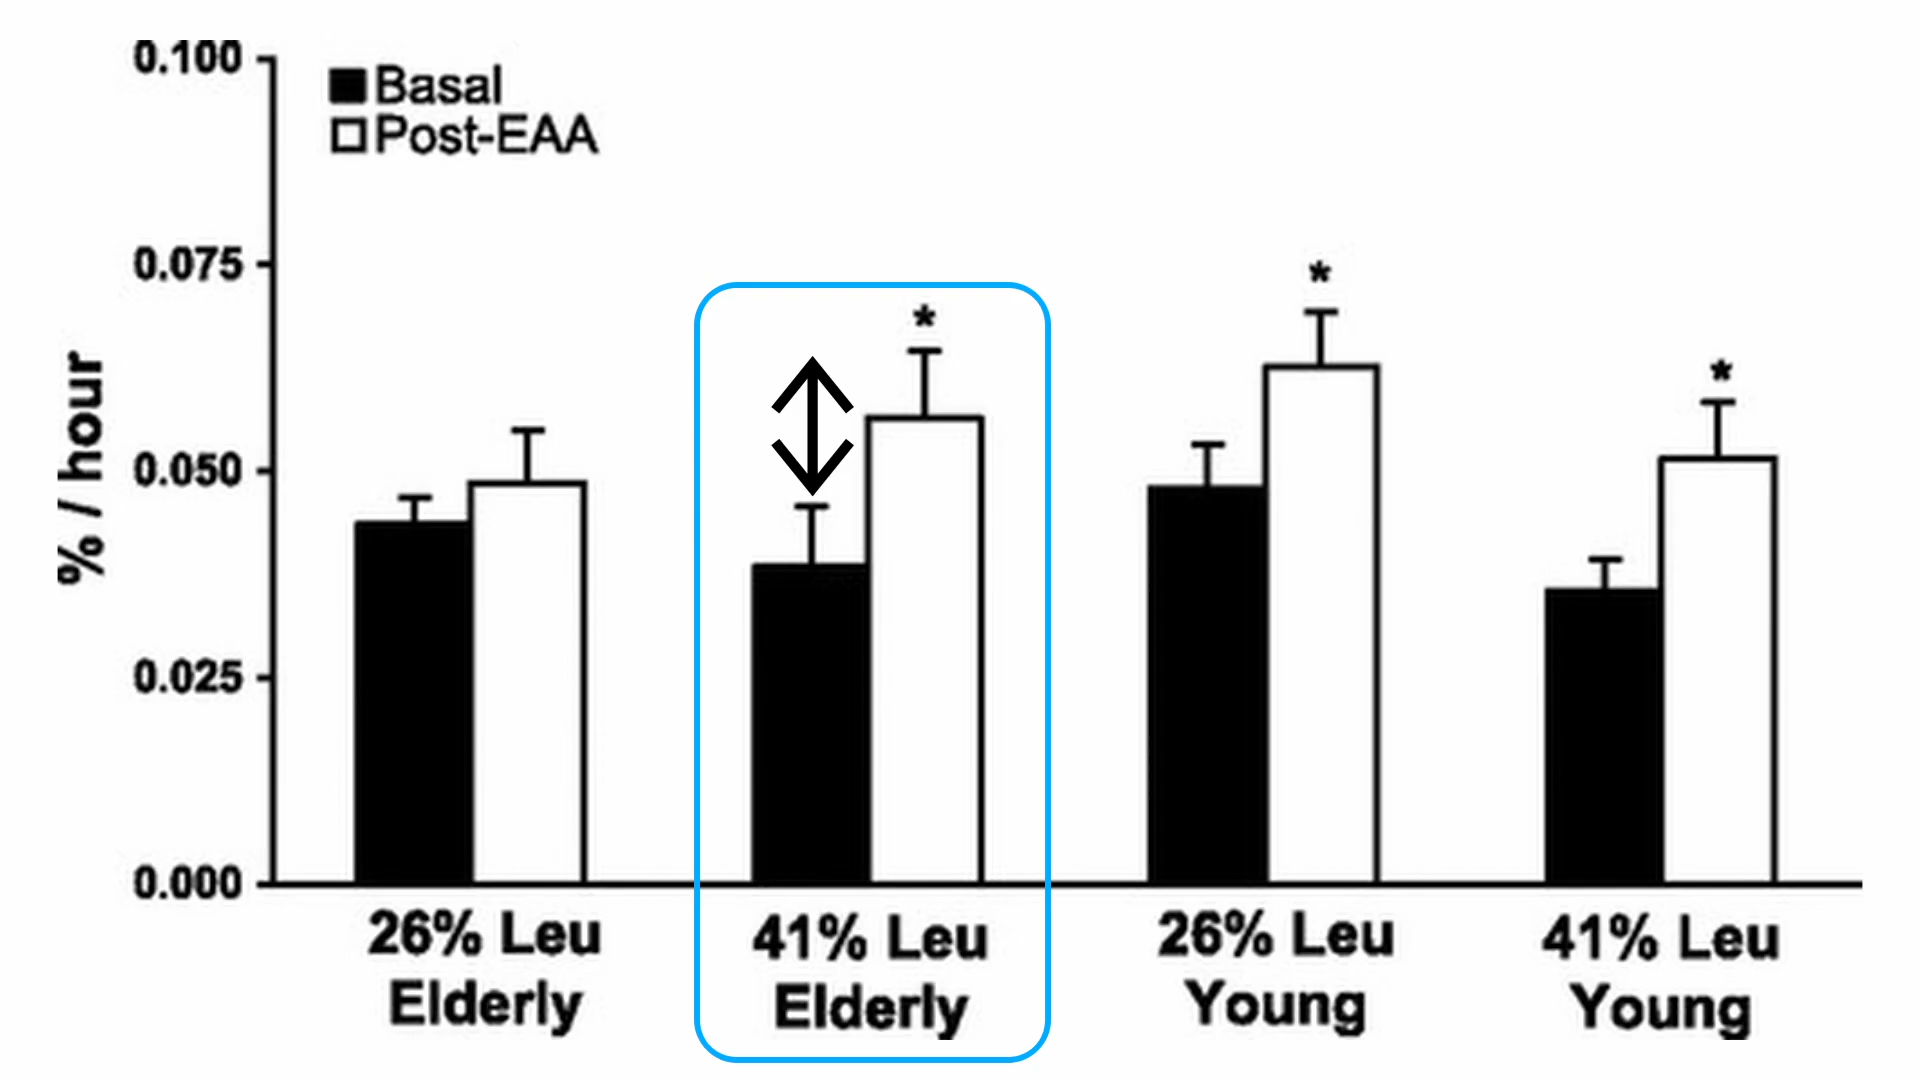 0.100
Basal
Post-EAA
0.075
*
*
*
0.050
% / hour
0.025
0.000
26% Leu
Elderly
41% Leu
Elderly
26% Leu
Young
41% Leu
Young